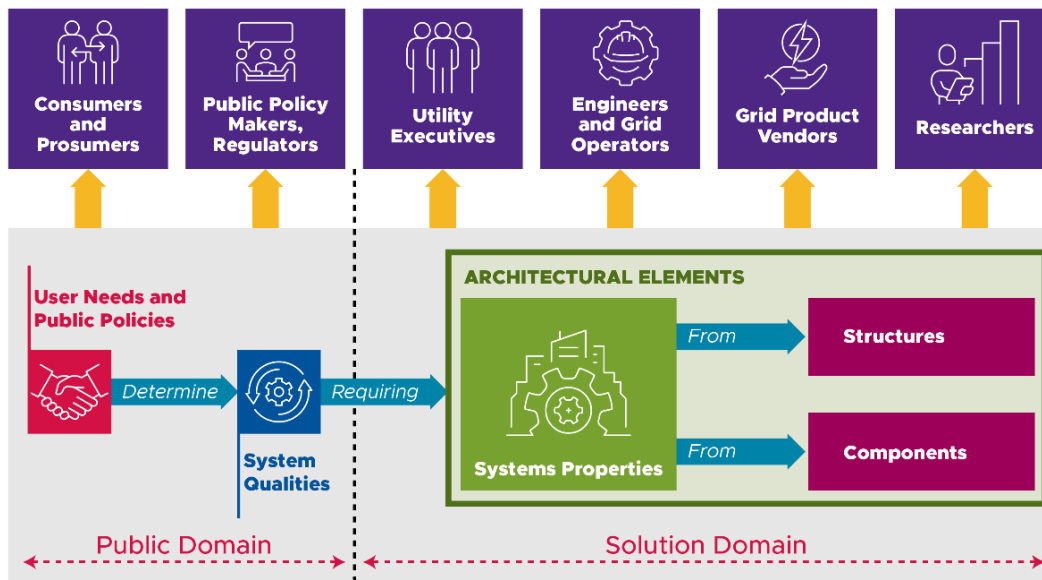 Consumers
and
Prosumers
Public Policy
Makers,
Regulators
Utility
Executives
Engineers
and Grid
Operators
Grid Product
Vendors
Researchers
ARCHITECTURAL ELEMENTS
User Needs and
Public Policies
Determine
System
Qualities
Requiring
Systems Properties
From
Structures
From
Components
Public Domain
Solution Domain